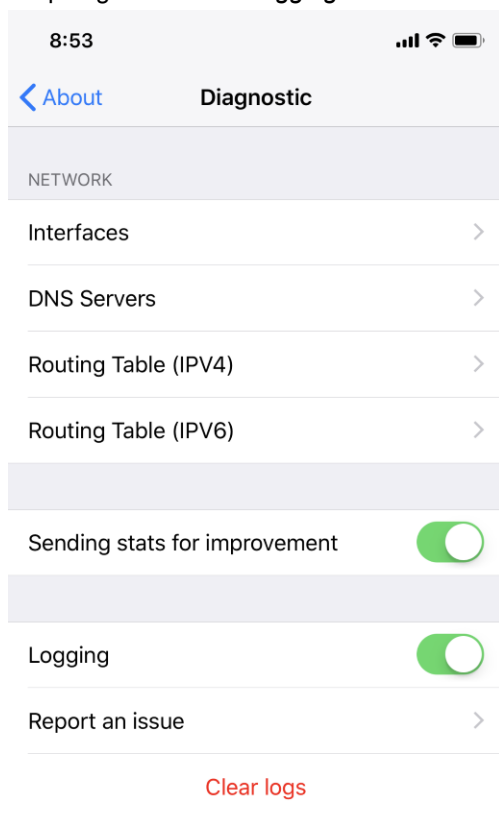 8:53
About
Diagnostic
NETWORK
Interfaces
DNS Servers
Routing Table (IPV4)
Routing Table (IPV6)
Sending stats for improvement
Logging
Report an issue
Clear logs